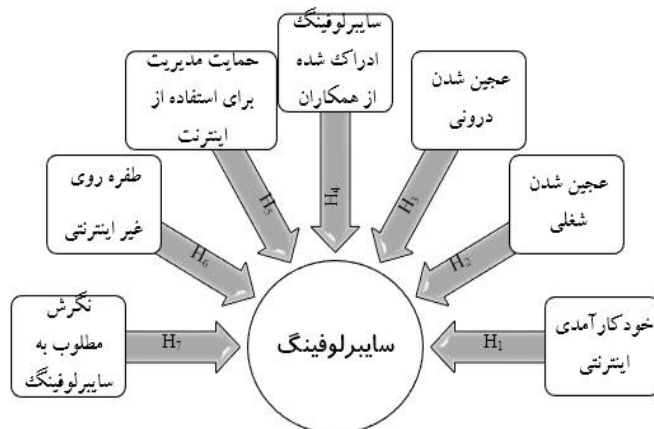 سایبرلوفینگ
ادراک شده
از همکاران
حمایت مدیریت
برای استفاده از
اینترنت
عجین شدن
درونی
طفره روی
غیر اینترنتی
عجین شدن
شغلی
نگرش
مطلوب به
سایبرلوفینگ
خودکارآمدی
اینترنتی
سایبرلوفینگ
H1
H2
H3
H4
H5
H6
H7